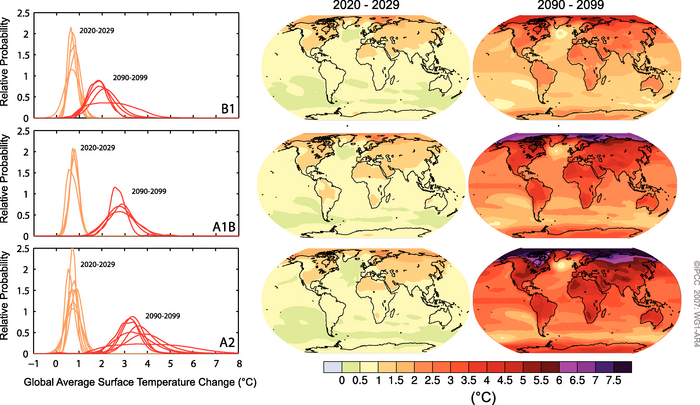 2020 - 2029 2090 - 2099
2.5
2
1.5
1
0.5
0
Relative Probability
2020-2029
2090-2099
B1
2.5
2
1.5
1
0.5
0
Relative Probability
2020-2029
2090-2099
A1B
2.5
2
1.5
1
0.5
0
Relative Probability
2020-2029
2090-2099
A2
−1 0 1 2 3 4 5 6 7 8
Global Average Surface Temperature Change (°C)
0 0.5 1 1.5 2 2.5 3 3.5 4 4.5 5 5.5 6 6.5 7 7.5
(°C)
©IPCC 2007: WG1-AR4